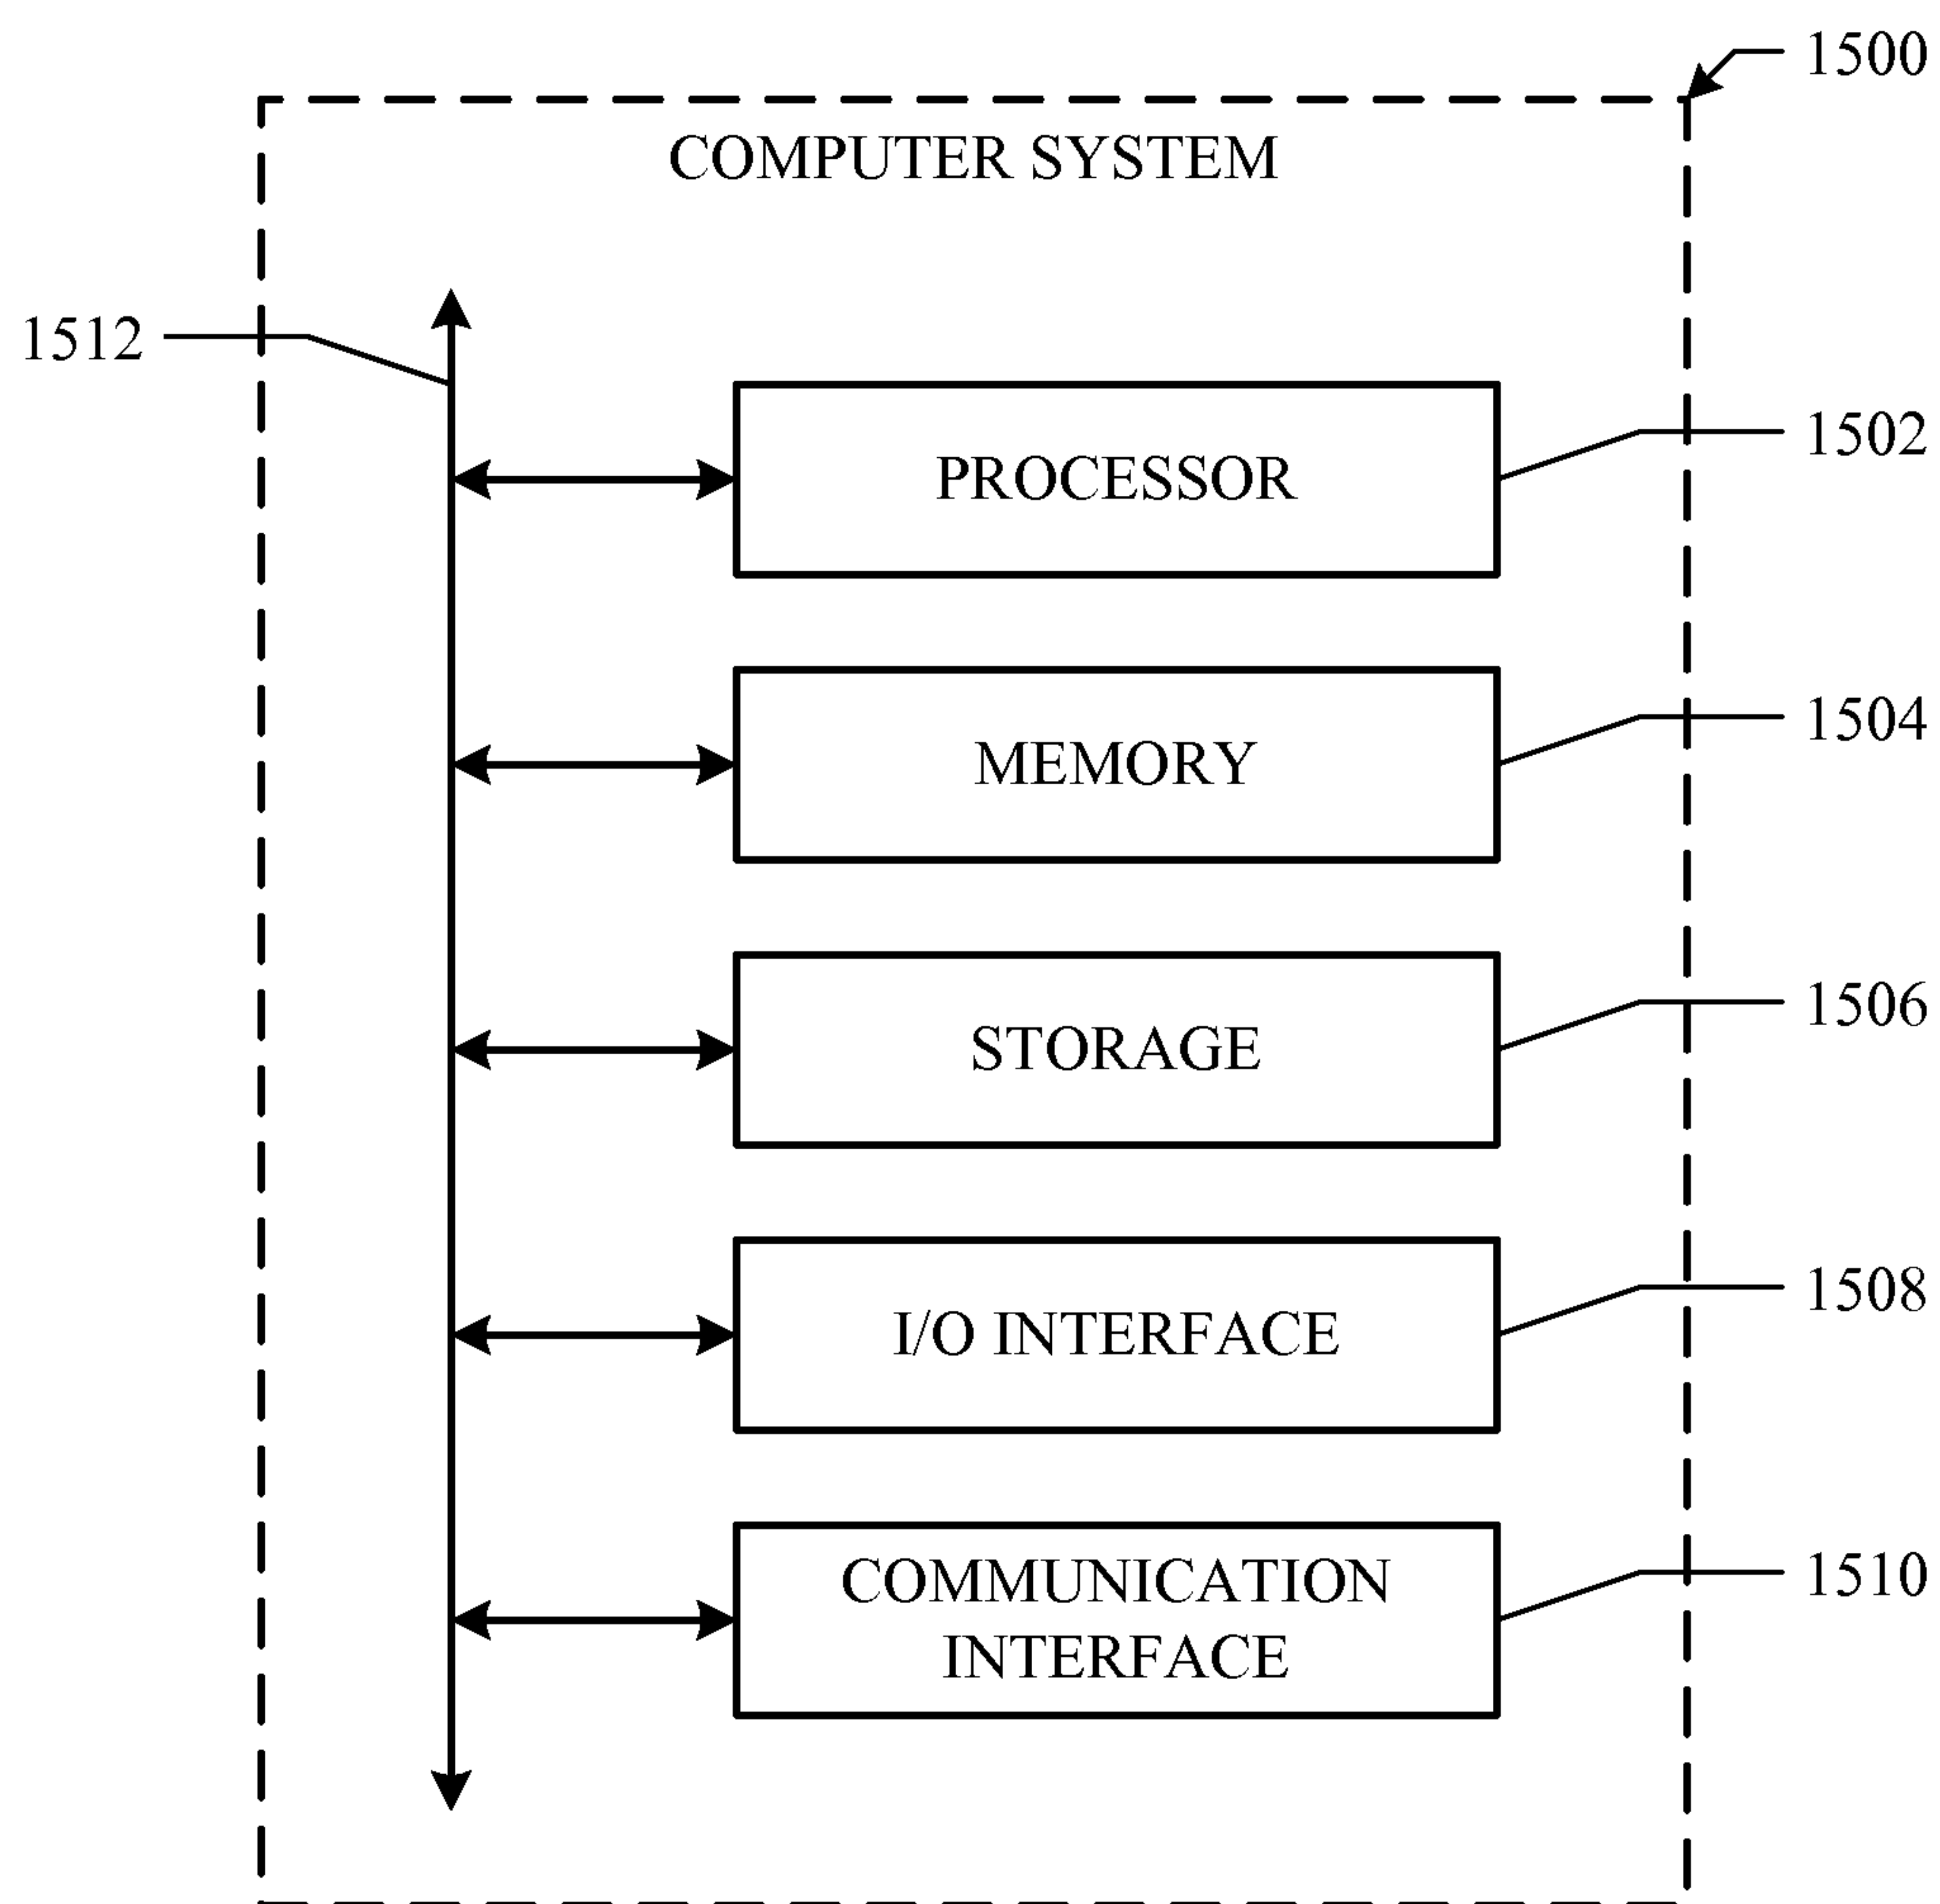 1500
COMPUTER SYSTEM
1512
1502
PROCESSOR
1504
MEMORY
1506
STORAGE
1508
I/O INTERFACE
1510
COMMUNICATION
INTERFACE